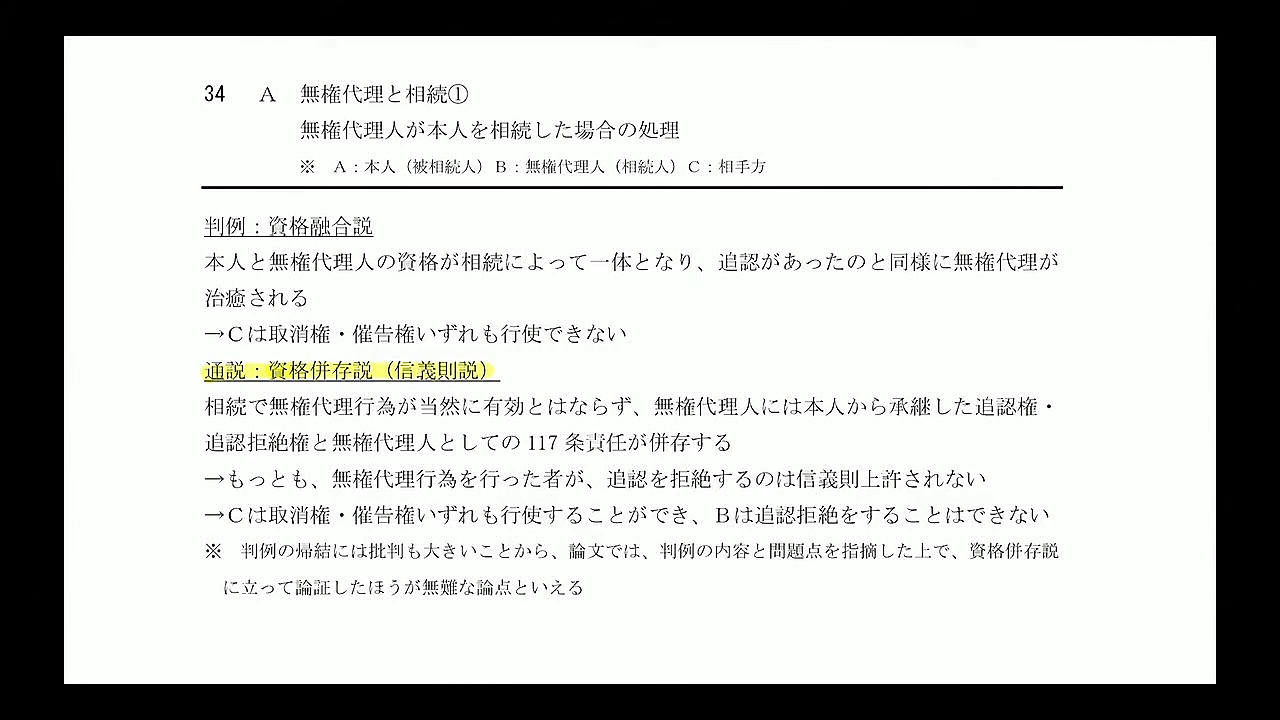 34 A 無権代理と相続①
無権代理人が本人を相続した場合の処理
※ A：本人（被相続人）B：無権代理人（相続人）C：相手方
判例：資格融合説
本人と無権代理人の資格が相続によって一体となり、追認があったのと同様に無権代理が
治癒される
→Cは取消権・催告権いずれも行使できない
通説：資格併存説（信義則説）
相続で無権代理行為が当然に有効とはならず、無権代理人には本人から承継した追認権・
追認拒絶権と無権代理人としての 117 条責任が併存する
→もっとも、無権代理行為を行った者が、追認を拒絶するのは信義則上許されない
→Cは取消権・催告権いずれも行使することができ、Bは追認拒絶をすることはできない
※ 判例の帰結には批判も大きいことから、論文では、判例の内容と問題点を指摘した上で、資格併存説
に立って論証したほうが無難な論点といえる